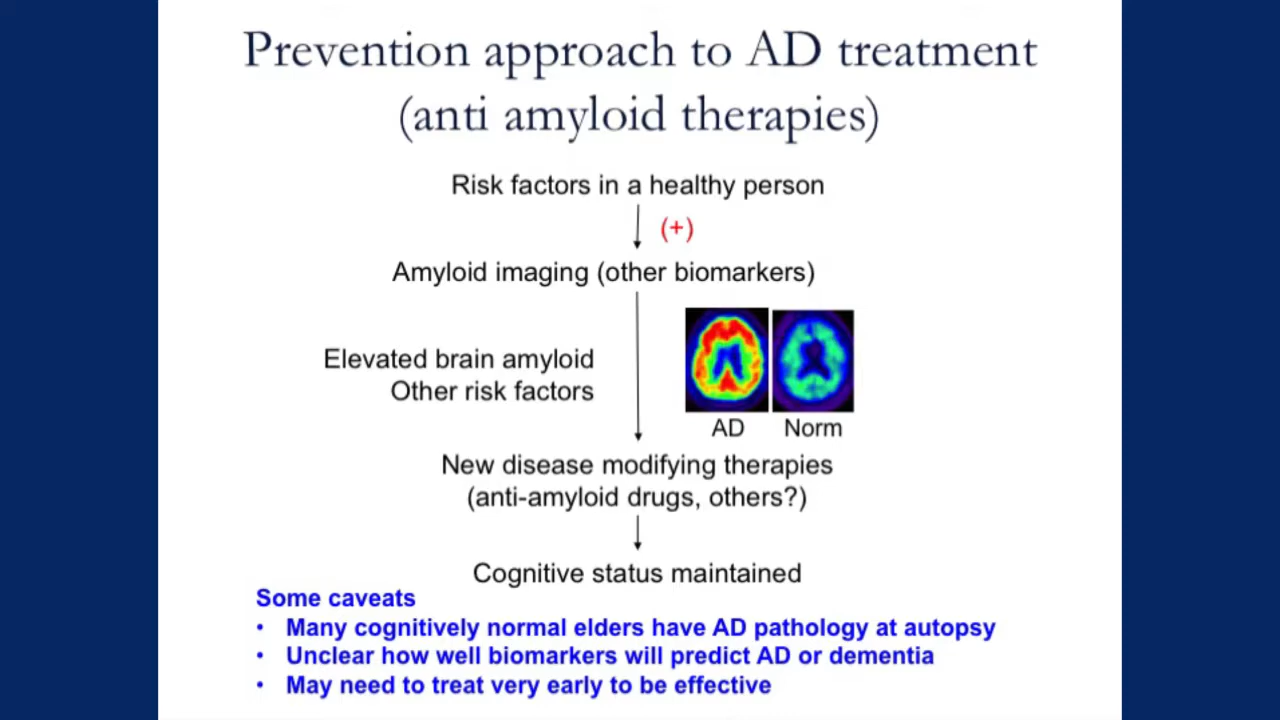 Prevention approach to AD treatment
(anti amyloid therapies)
Risk factors in a healthy person
(+)
Amyloid imaging (other biomarkers)
Elevated brain amyloid
Other risk factors
AD Norm
New disease modifying therapies
(anti-amyloid drugs, others?)
Cognitive status maintained
Some caveats
• Many cognitively normal elders have AD pathology at autopsy
• Unclear how well biomarkers will predict AD or dementia
• May need to treat very early to be effective